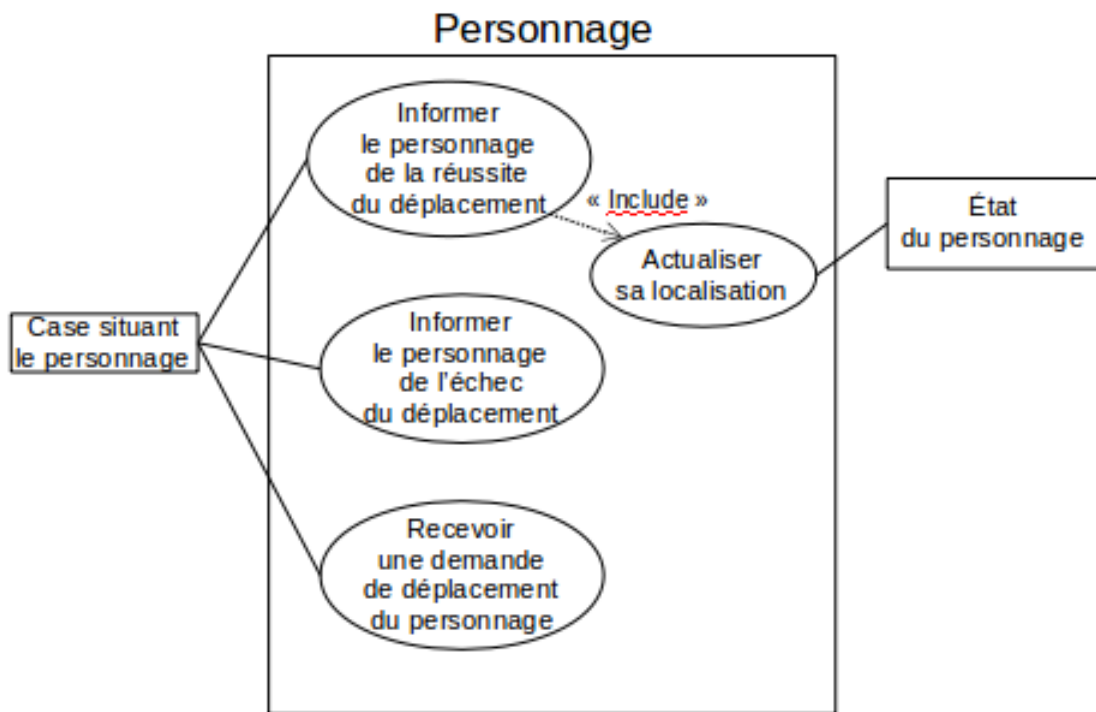 Personnage
Informer
le personnage
de la réussite
du déplacement
« Include »
Actualiser
sa localisation
État
du personnage
Case situant
le personnage
Informer
le personnage
de l'échec
du déplacement
Recevoir
une demande
de déplacement
du personnage